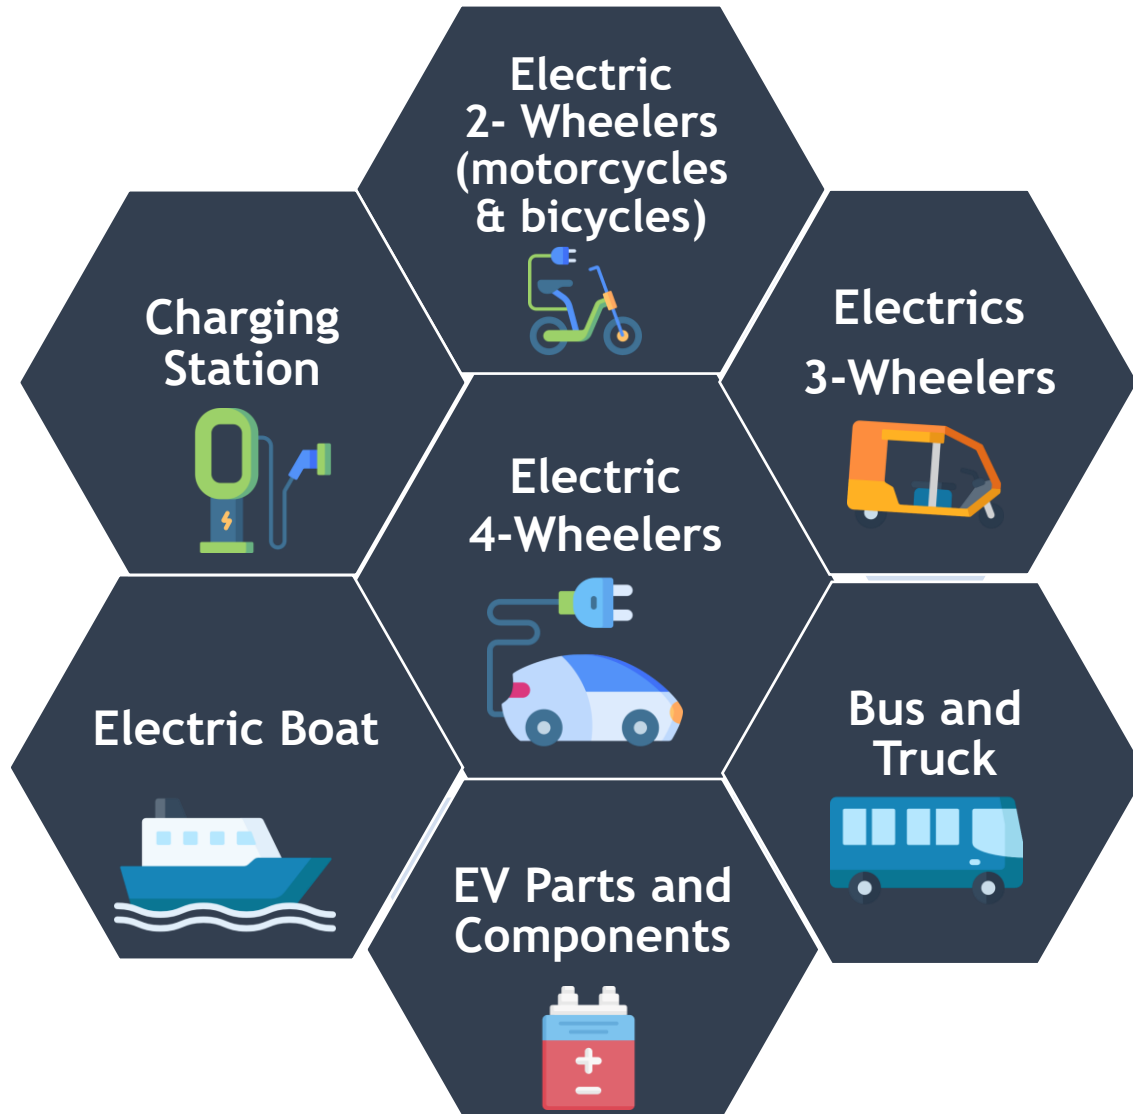 Electric
2- Wheelers
(motorcycles
& bicycles)
Charging
Station
Electrics
3-Wheelers
Electric
4-Wheelers
Electric Boat
Bus and
Truck
EV Parts and
Components